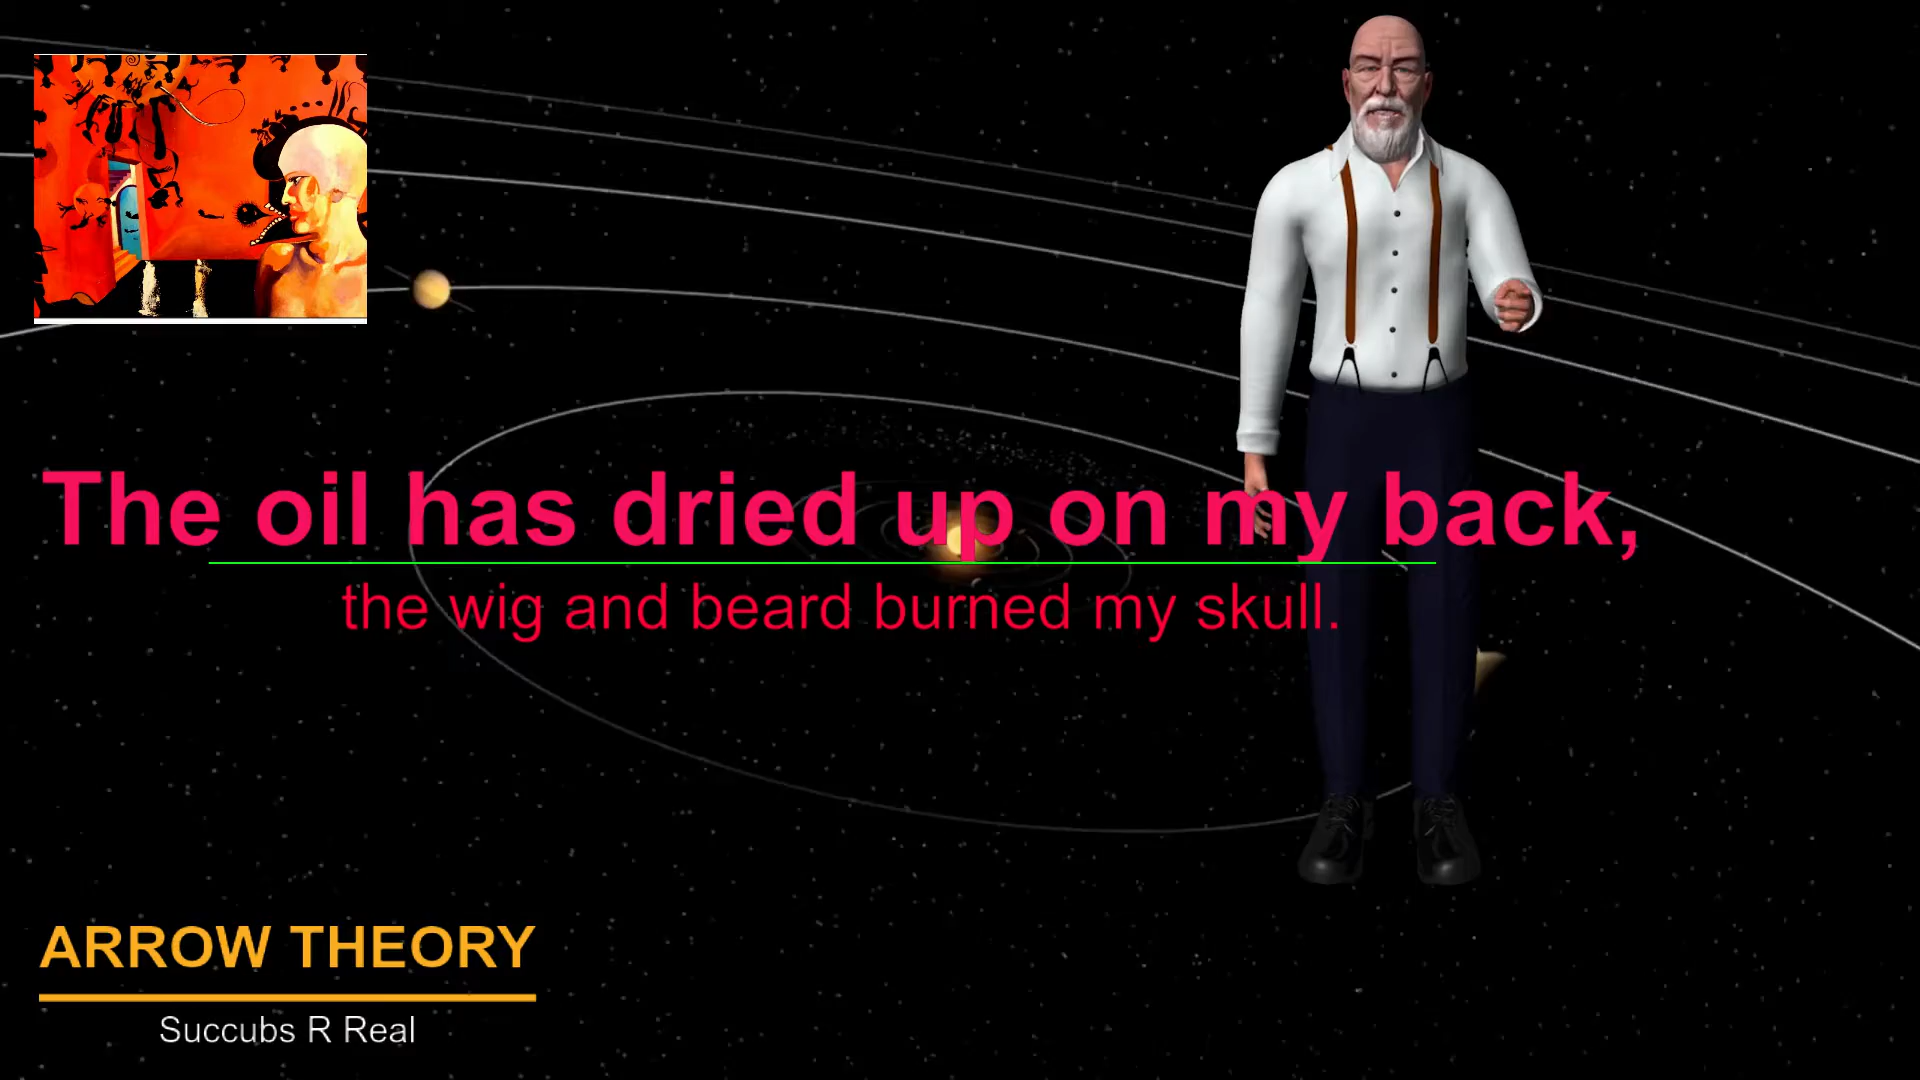 The oil has dried up on my back,
the wig and beard burned my skull.
ARROW THEORY
Succubs R Real